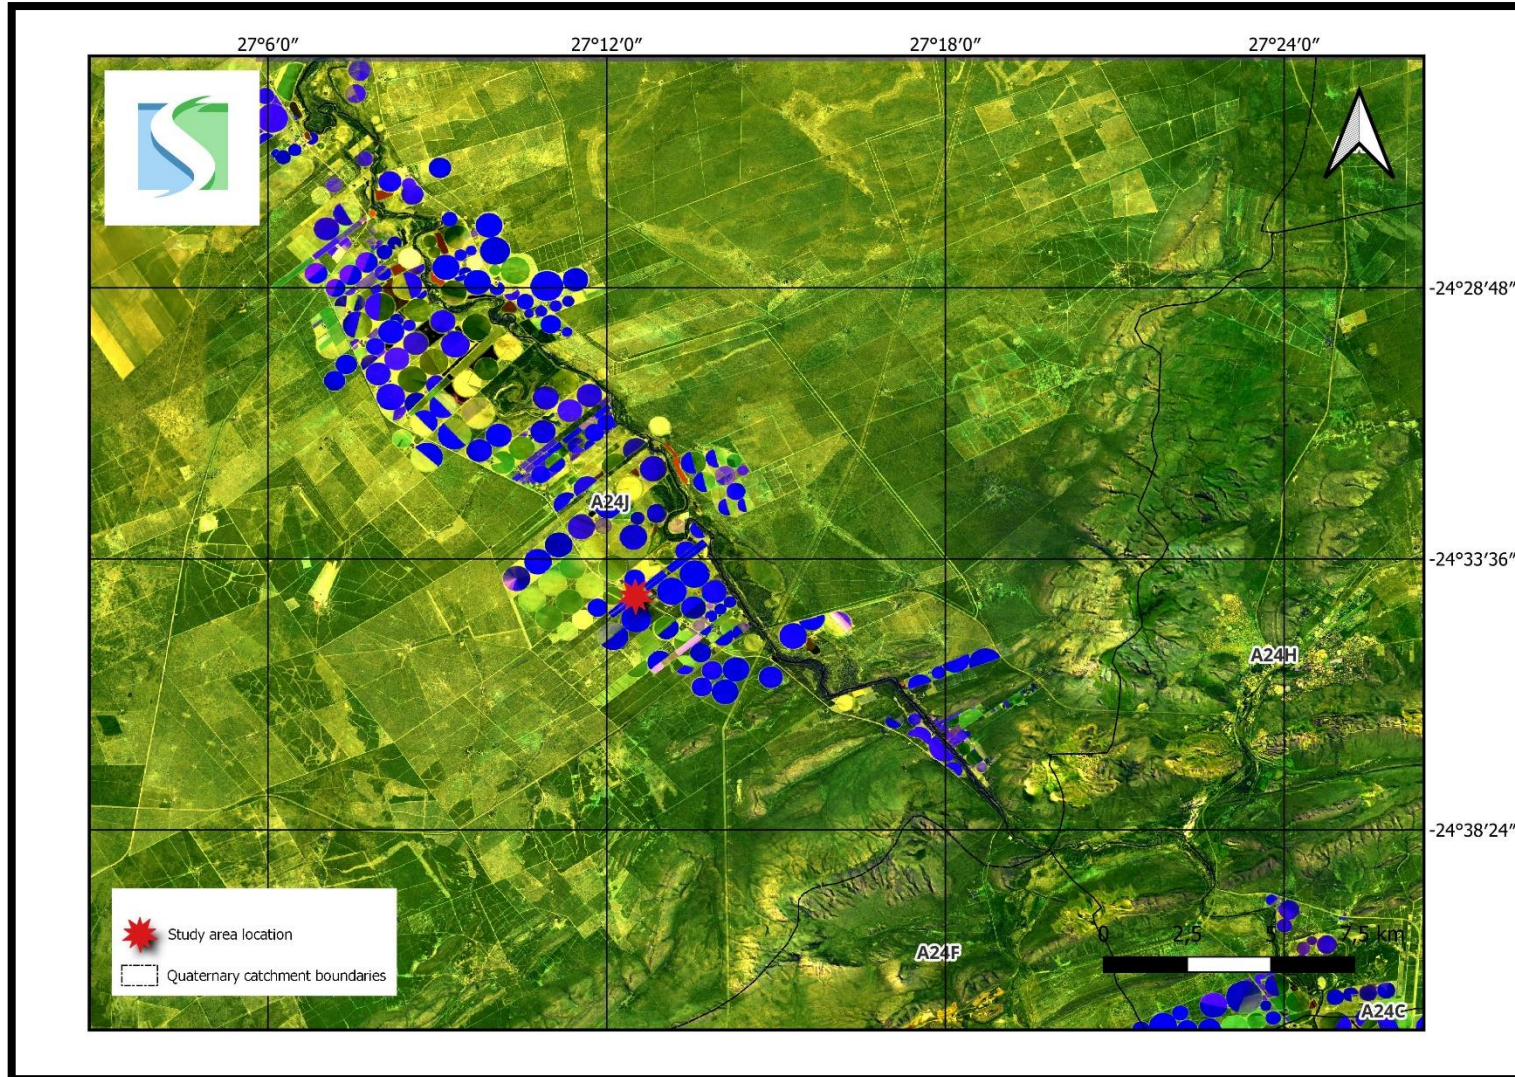 27°6′0″
27°12′0″
27°18′0″
27°24′0″
-24°28′48″
A24J
-24°33′36″
A24H
-24°38′24″
Study area location
Quaternary catchment boundaries
A24F
0 2,5 5 7,5 km
A24C